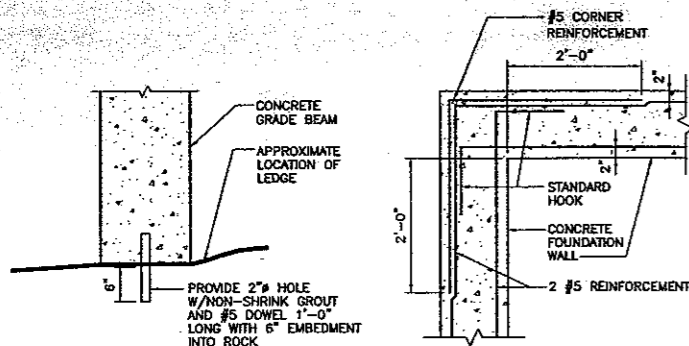 CONCRETE
GRADE BEAM
APPROXIMATE
LOCATION OF
LEDGE
6"
PROVIDE 2"ø HOLE
W/NON-SHRINK GROUT
AND #5 DOWEL 1'-0"
LONG WITH 6" EMBEDMENT
INTO ROCK
#5 CORNER
REINFORCEMENT
2'-0"
2"
2"
2'-0"
STANDARD
HOOK
CONCRETE
FOUNDATION
WALL
2 #5 REINFORCEMENT